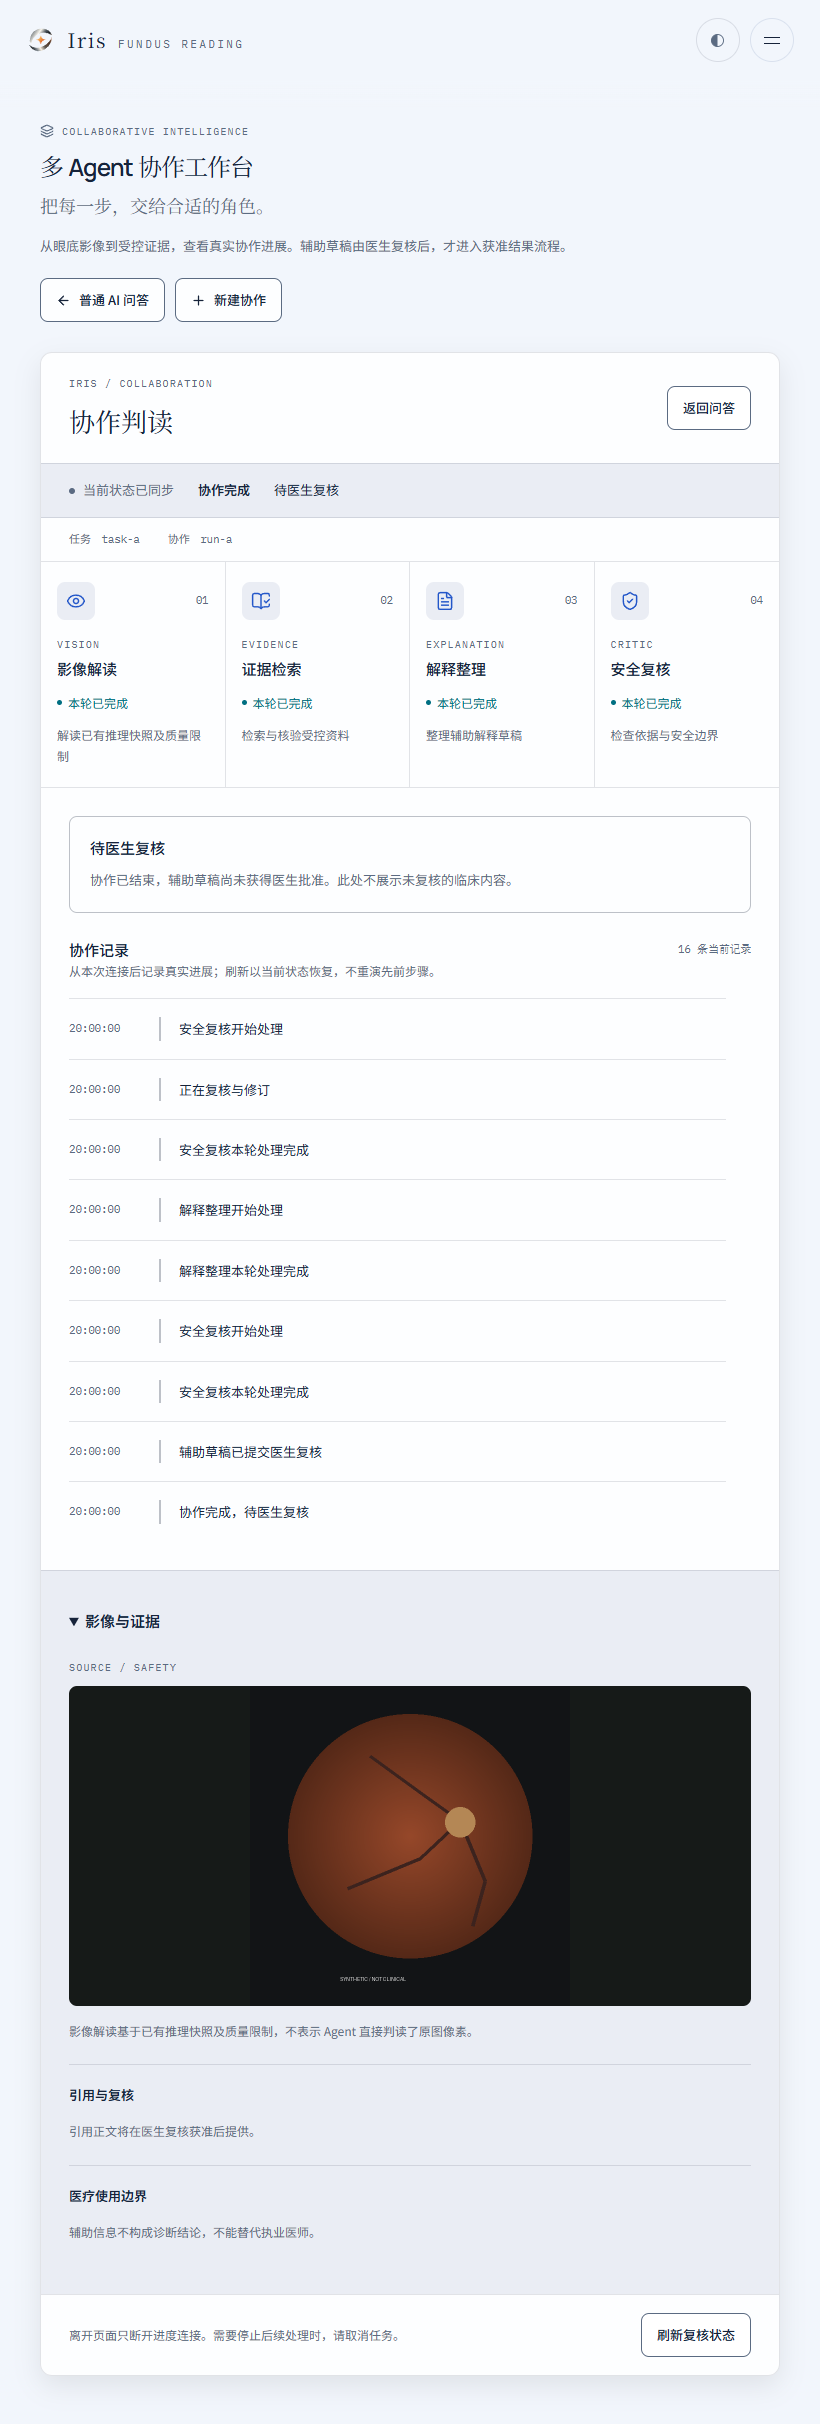 Iris FUNDUS READING
COLLABORATIVE INTELLIGENCE
多 Agent 协作工作台
把每一步，交给合适的角色。
从眼底影像到受控证据，查看真实协作进展。辅助草稿由医生复核后，才进入获准结果流程。
普通 AI 问答
新建协作
IRIS / COLLABORATION
协作判读
返回问答
当前状态已同步 协作完成 待医生复核
任务 task-a 协作 run-a
01
VISION
影像解读
本轮已完成
解读已有推理快照及质量限
制
02
EVIDENCE
证据检索
本轮已完成
检索与核验受控资料
03
EXPLANATION
解释整理
本轮已完成
整理辅助解释草稿
04
CRITIC
安全复核
本轮已完成
检查依据与安全边界
待医生复核
协作已结束，辅助草稿尚未获得医生批准。此处不展示未复核的临床内容。
协作记录
16 条当前记录
从本次连接后记录真实进展；刷新以当前状态恢复，不重演先前步骤。
20:00:00 安全复核开始处理
20:00:00 正在复核与修订
20:00:00 安全复核本轮处理完成
20:00:00 解释整理开始处理
20:00:00 解释整理本轮处理完成
20:00:00 安全复核开始处理
20:00:00 安全复核本轮处理完成
20:00:00 辅助草稿已提交医生复核
20:00:00 协作完成，待医生复核
影像与证据
SOURCE / SAFETY
SYNTHETIC / NOT CLINICAL
影像解读基于已有推理快照及质量限制，不表示 Agent 直接判读了原图像素。
引用与复核
引用正文将在医生复核获准后提供。
医疗使用边界
辅助信息不构成诊断结论，不能替代执业医师。
离开页面只断开进度连接。需要停止后续处理时，请取消任务。
刷新复核状态